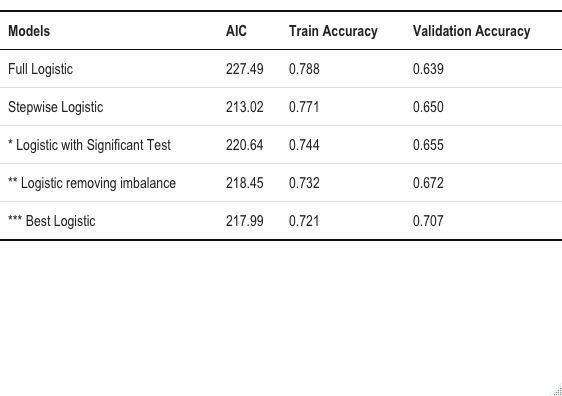 Models AIC Train Accuracy Validation Accuracy
Full Logistic 227.49 0.788 0.639
Stepwise Logistic 213.02 0.771 0.650
* Logistic with Significant Test 220.64 0.744 0.655
** Logistic removing imbalance 218.45 0.732 0.672
*** Best Logistic 217.99 0.721 0.707